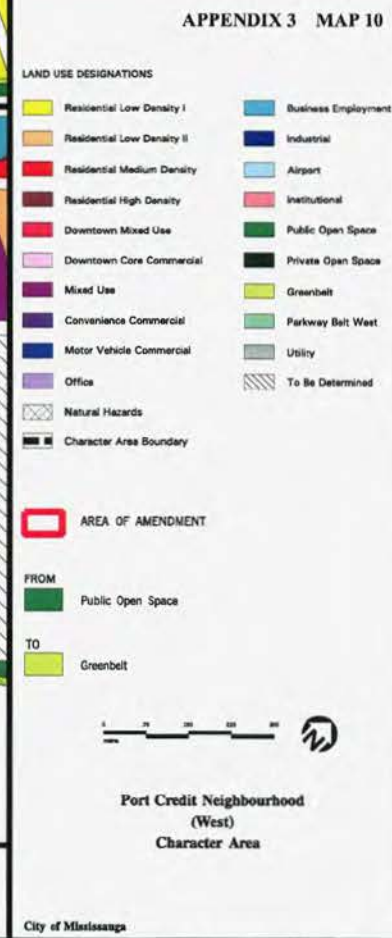 APPENDIX 3 MAP 10
LAND USE DESIGNATIONS
Residential Low Density I
Residential Low Density II
Residential Medium Density
Residential High Density
Downtown Mixed Use
Downtown Core Commercial
Mixed Use
Convenience Commercial
Motor Vehicle Commercial
Office
Natural Hazards
Character Area Boundary
Business Employment
Industrial
Airport
Institutional
Public Open Space
Private Open Space
Greenbelt
Parkway Belt West
Utility
To Be Determined
AREA OF AMENDMENT
FROM
Public Open Space
TO
Greenbelt
Port Credit Neighbourhood
(West)
Character Area
City of Mississauga